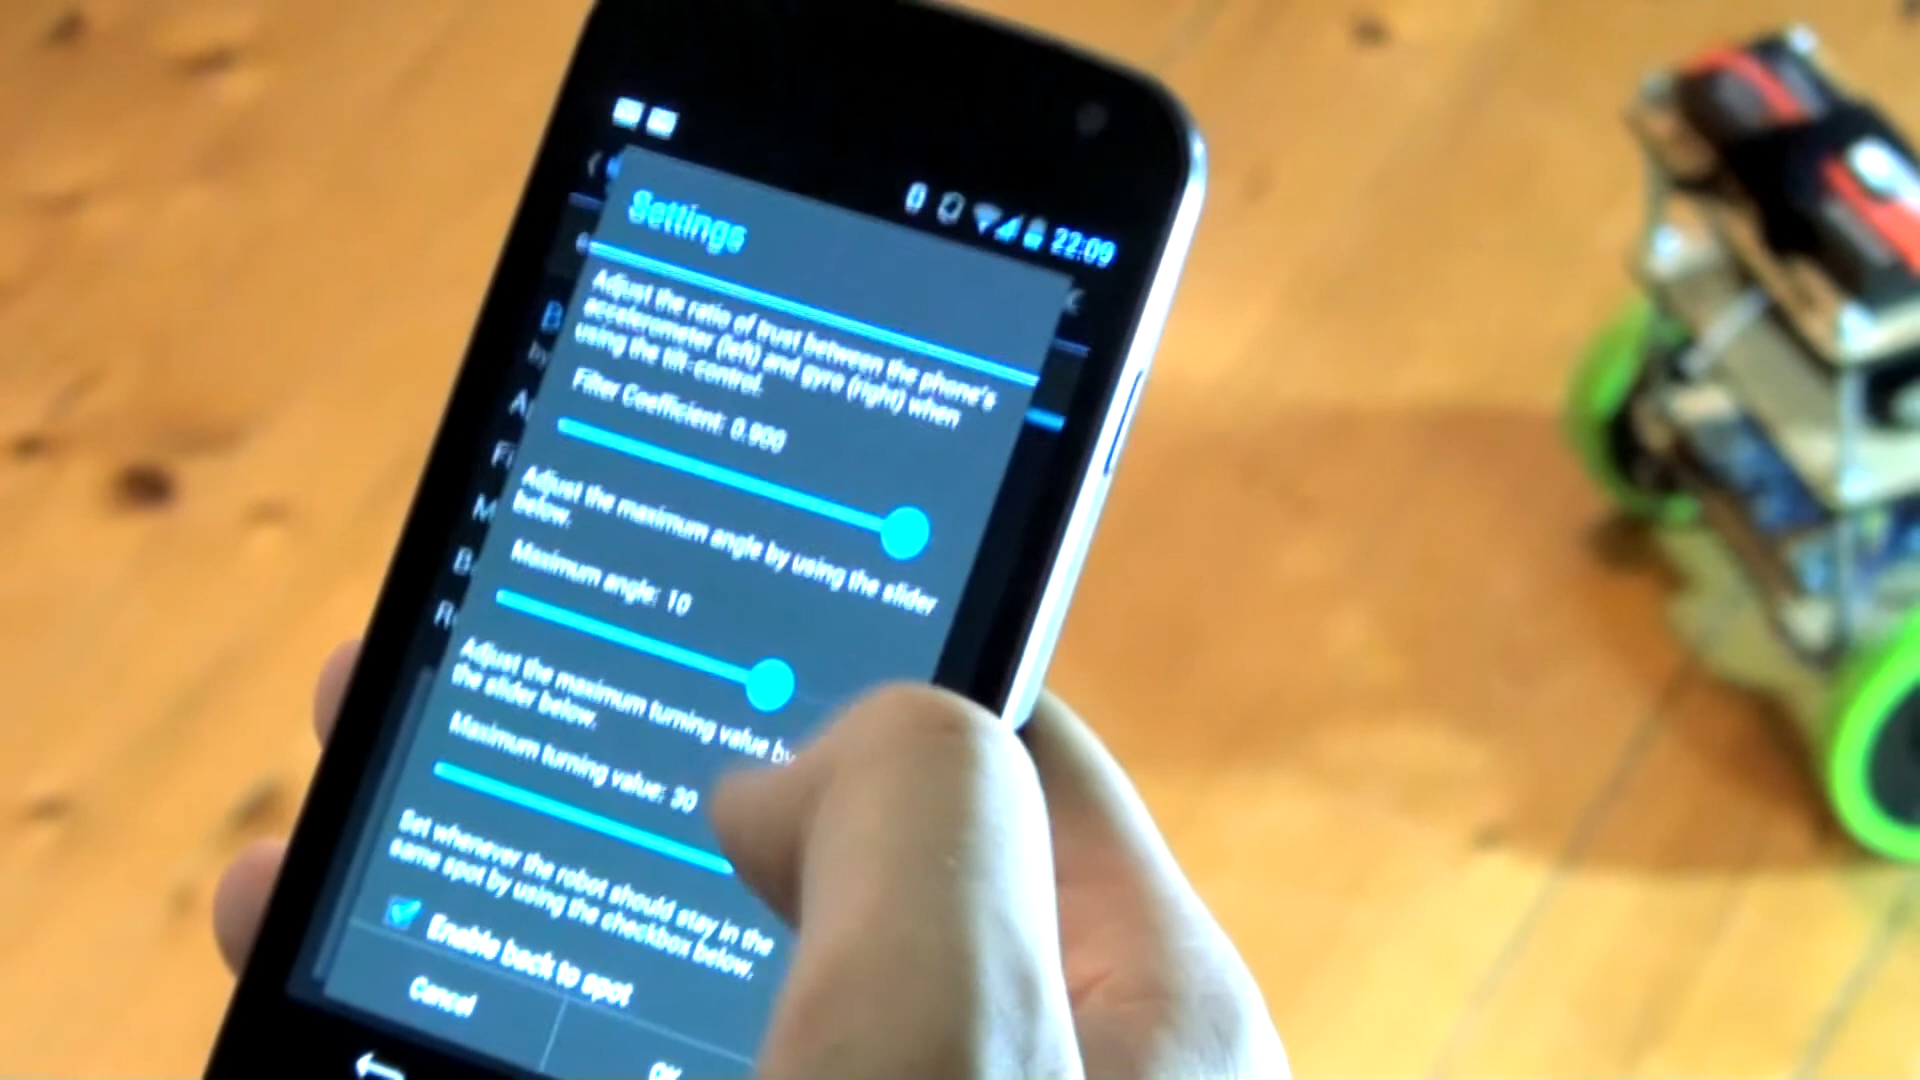 22:09
Settings
Adjust the ratio of trust between the phone's
accelerometer (left) and gyro (right) when
using the tilt-control.
Filter Coefficient: 0.900
Adjust the maximum angle by using the slider
below.
Maximum angle: 10
Adjust the maximum turning value by
the slider below.
Maximum turning value: 30
Set whenever the robot should stay in the
same spot by using the checkbox below.
Enable back to spot
Cancel
OK